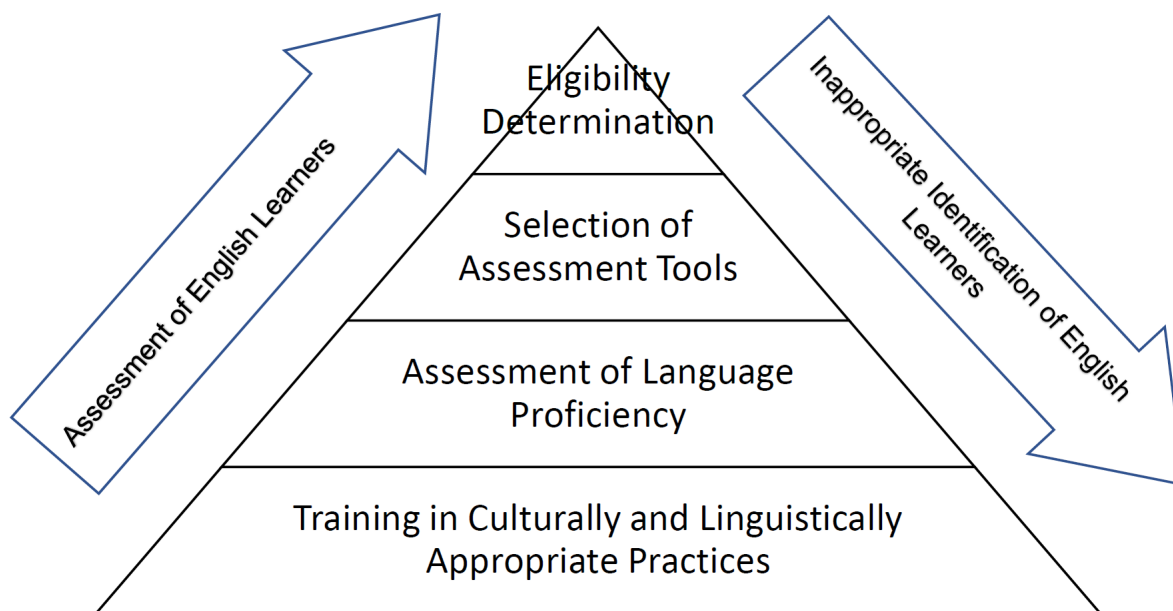 Assessment of English Learners
Eligibility
Determination
Selection of
Assessment Tools
Assessment of Language
Proficiency
Training in Culturally and Linguistically
Appropriate Practices
Inappropriate Identification of English
Learners